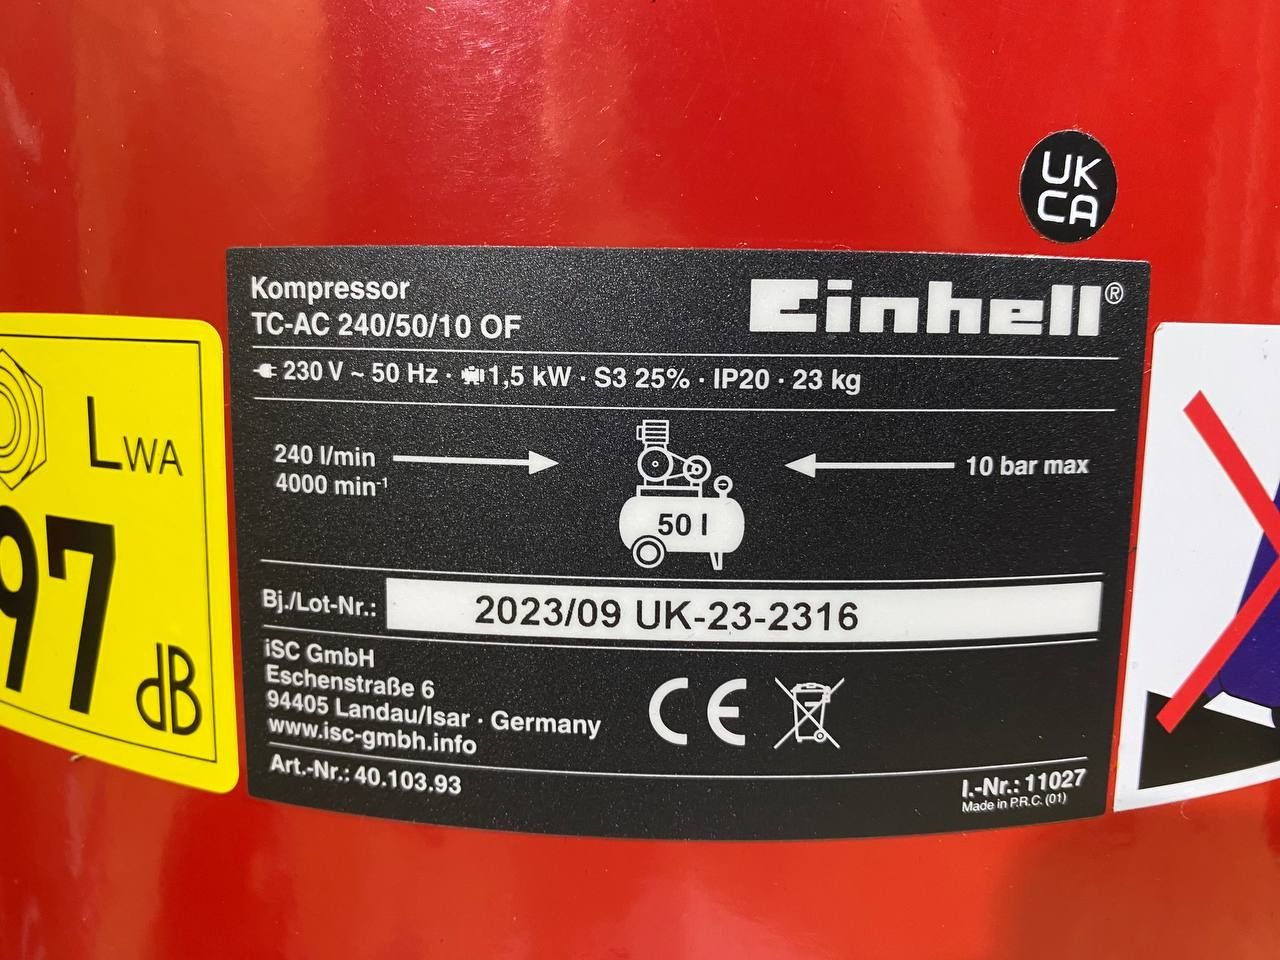 UK
CA
Kompressor
TC-AC 240/50/10 OF
Einhell®
230 V ~ 50 Hz · 1,5 kW · S3 25% · IP20 · 23 kg
240 l/min
4000 min⁻¹
10 bar max
50 l
Bj./Lot-Nr.: 2023/09 UK-23-2316
iSC GmbH
Eschenstraße 6
94405 Landau/Isar · Germany
www.isc-gmbh.info
CE
Art.-Nr.: 40.103.93
I.-Nr.: 11027
Made in P.R.C. (01)
LWA
97
dB